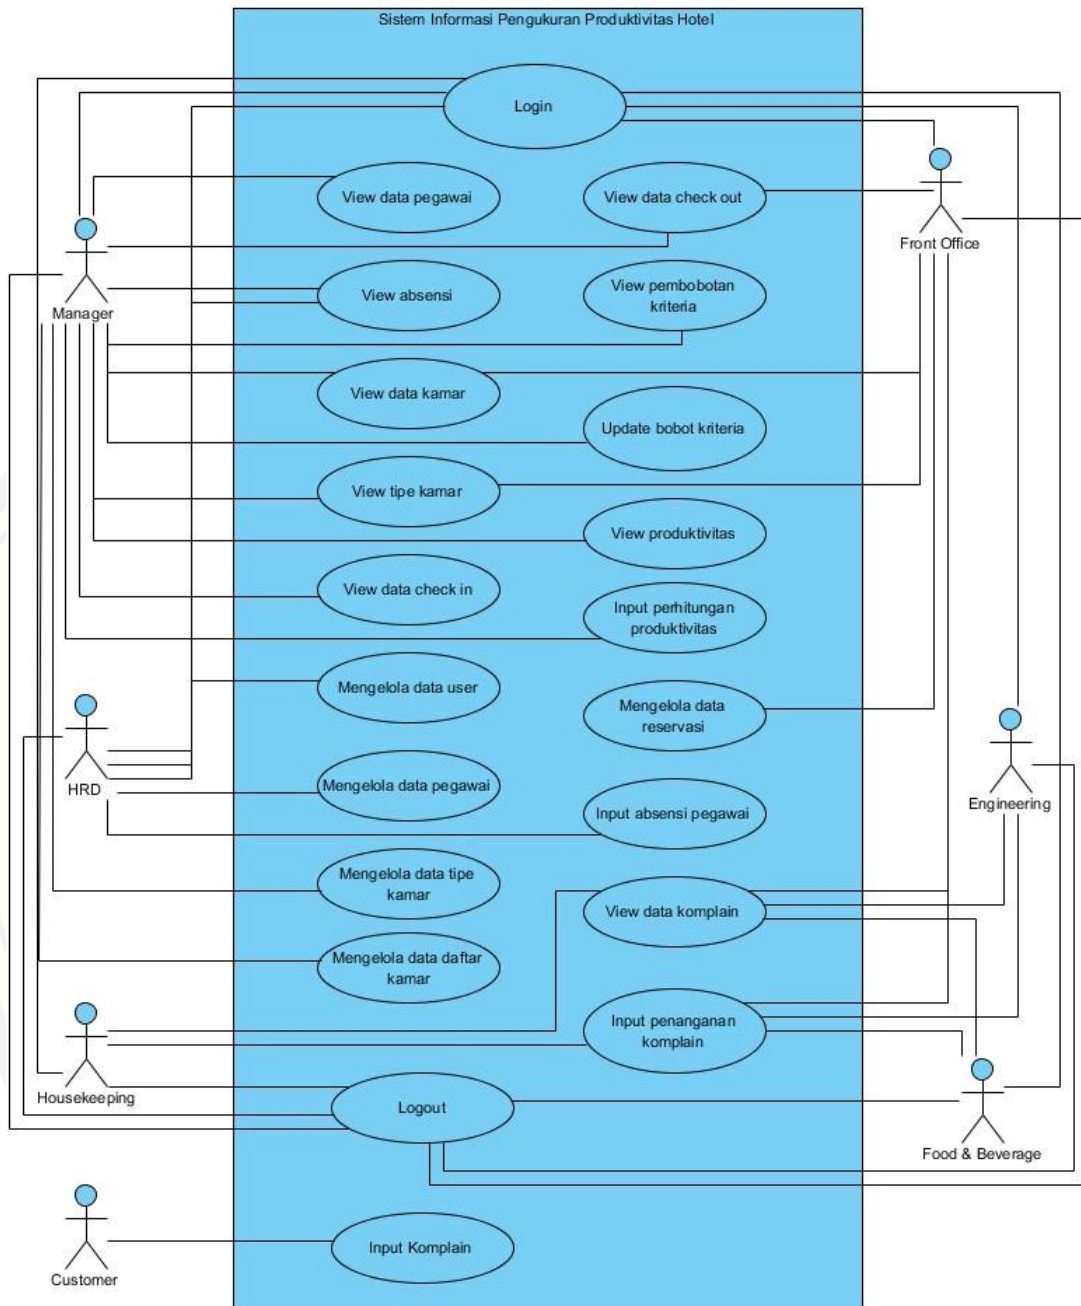 Sistem Informasi Pengukuran Produktivitas Hotel
Login
View data pegawai
View data check out
Front Office
Manager
View absensi
View pembobotan
kriteria
View data kamar
Update bobot kriteria
View tipe kamar
View produktivitas
View data check in
Input perhitungan
produktivitas
Mengelola data user
Mengelola data
reservasi
HRD
Mengelola data pegawai
Input absensi pegawai
Engineering
Mengelola data tipe
kamar
View data komplain
Mengelola data daftar
kamar
Input penanganan
komplain
Housekeeping
Logout
Food & Beverage
Customer
Input Komplain